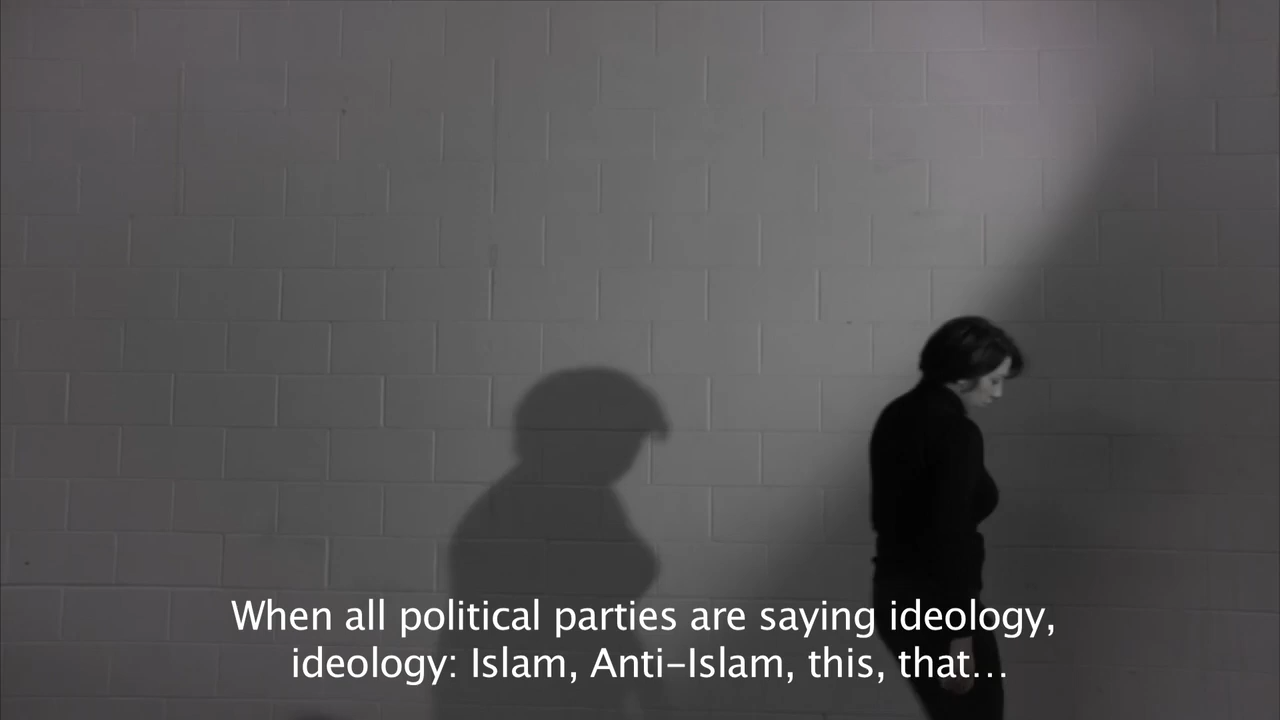 When all political parties are saying ideology,
ideology: Islam, Anti–Islam, this, that…